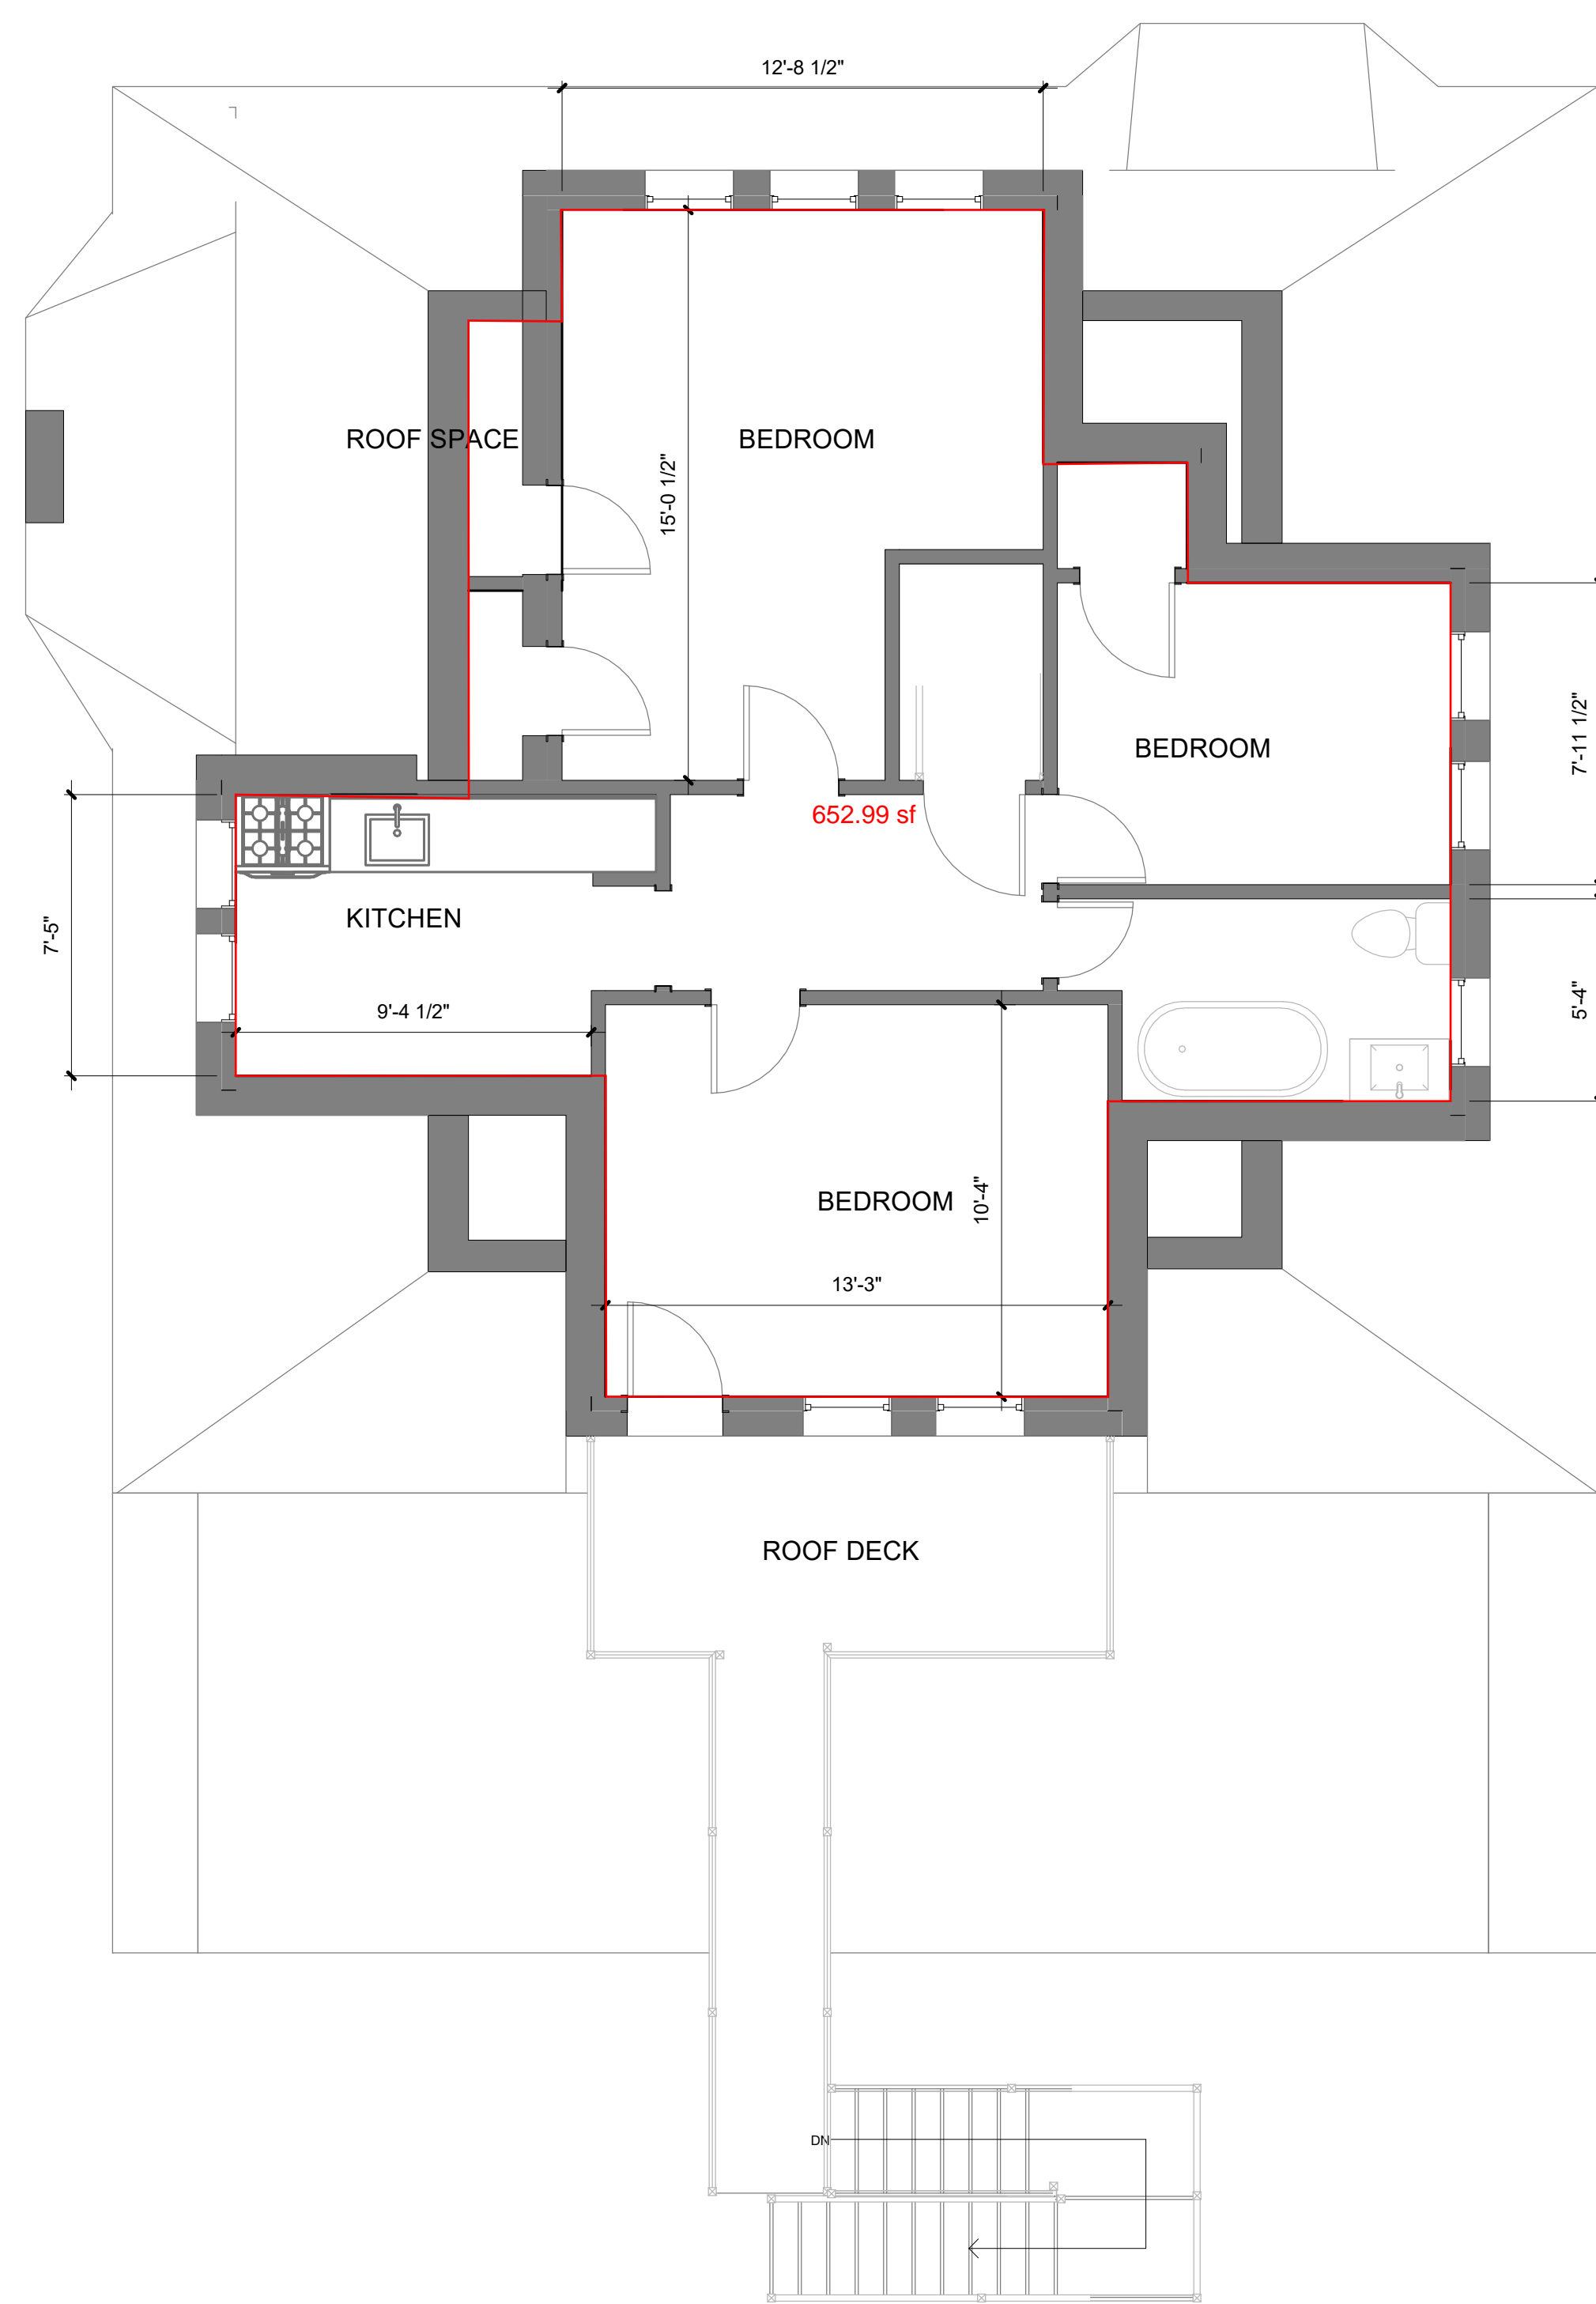 12'-8 1/2"
ROOF SPACE
BEDROOM
15'-0 1/2"
7'-11 1/2"
BEDROOM
652.99 sf
7'-5"
KITCHEN
9'-4 1/2"
5'-4"
BEDROOM
10'-4"
13'-3"
ROOF DECK
DN